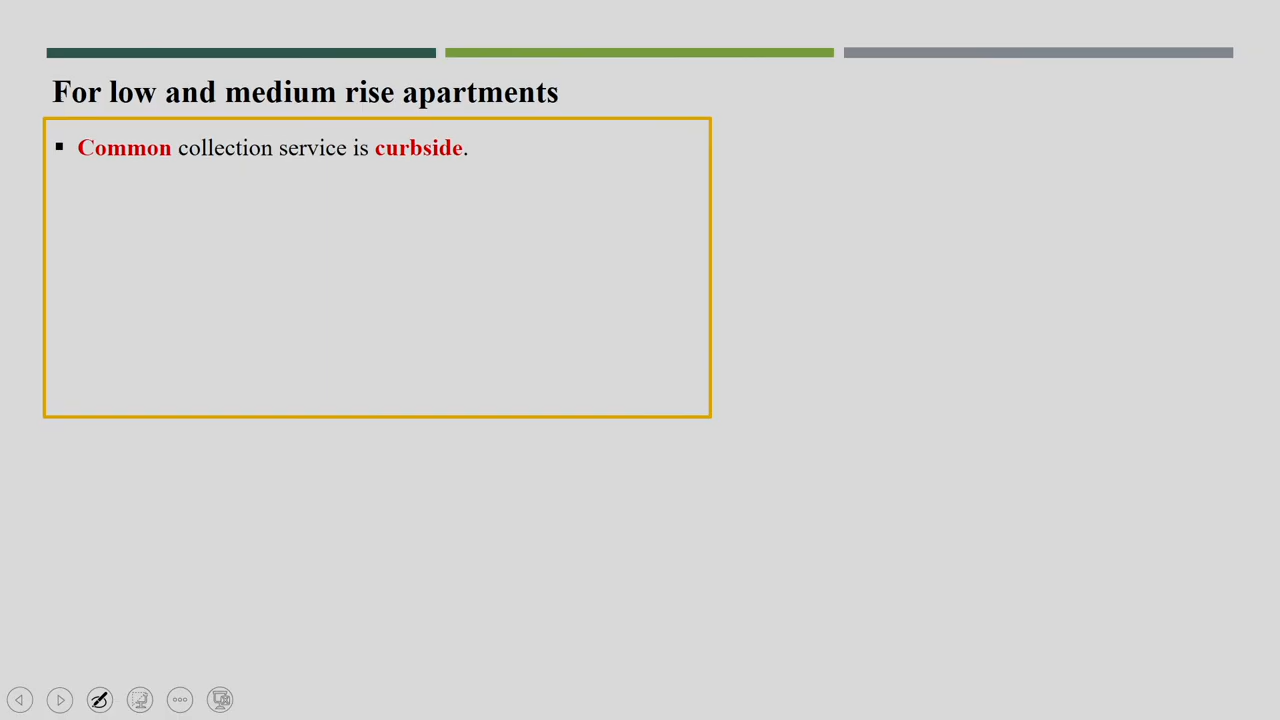 For low and medium rise apartments
▪ Common collection service is curbside.